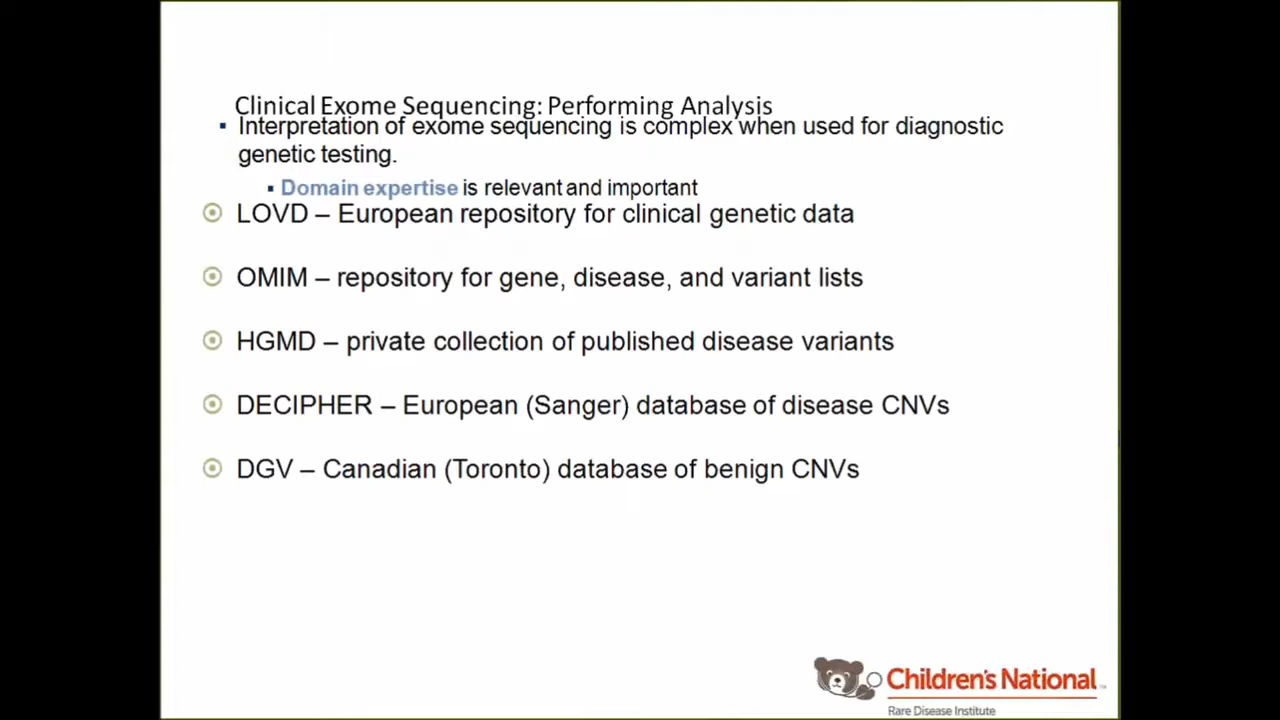 Clinical Exome Sequencing: Performing Analysis
▪ Interpretation of exome sequencing is complex when used for diagnostic
genetic testing.
▪ Domain expertise is relevant and important
LOVD – European repository for clinical genetic data
OMIM – repository for gene, disease, and variant lists
HGMD – private collection of published disease variants
DECIPHER – European (Sanger) database of disease CNVs
DGV – Canadian (Toronto) database of benign CNVs
Children's National™
Rare Disease Institute